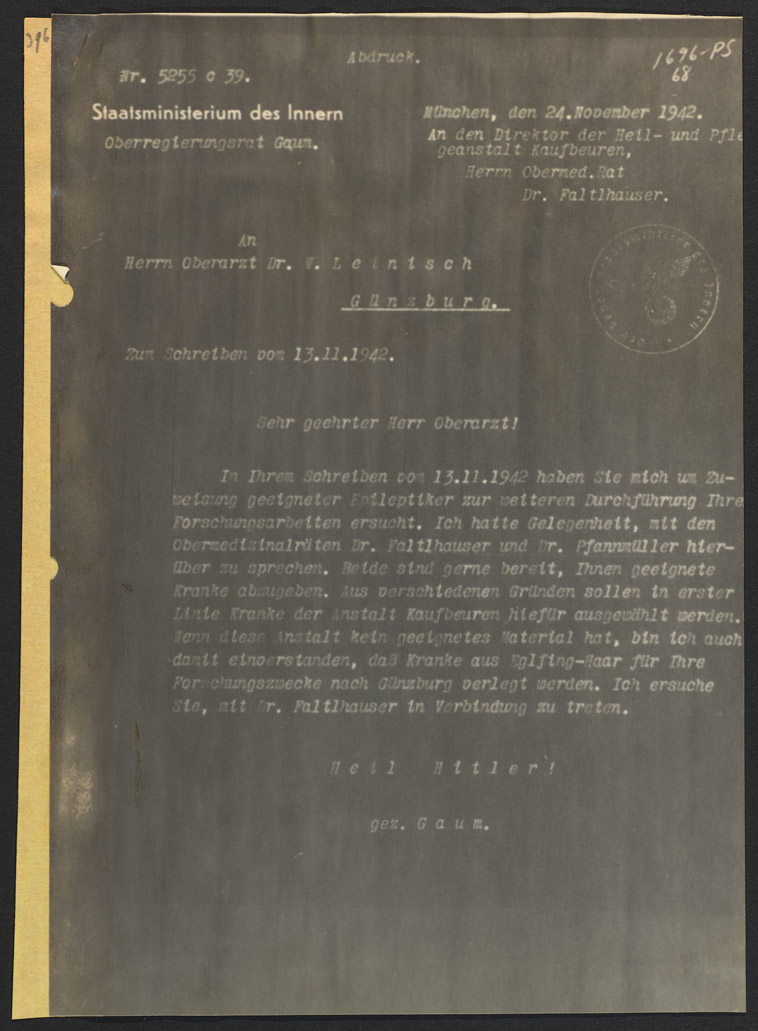 396
Abdruck.
1696-PS
68
Nr. 5255 c 39.
Staatsministerium des Innern
Oberregierungsrat Gaum.
München, den 24.November 1942.
An den Direktor der Heil- und Pfle
geanstalt Kaufbeuren,
Herrn Obermed.Rat
Dr. Faltlhauser.
An
Herrn Oberarzt Dr. W. L e i n i s c h
G ü n z b u r g.
Zum Schreiben vom 13.11.1942.
Sehr geehrter Herr Oberarzt!
In Ihrem Schreiben vom 13.11.1942 haben Sie mich um Zu-
weisung geeigneter Epileptiker zur weiteren Durchführung Ihre
Forschungsarbeiten ersucht. Ich hatte Gelegenheit, mit den
Obermedizinalräten Dr. Faltlhauser und Dr. Pfannmüller hier-
über zu sprechen. Beide sind gerne bereit, Ihnen geeignete
Kranke abzugeben. Aus verschiedenen Gründen sollen in erster
Linie Kranke der Anstalt Kaufbeuren hiefür ausgewählt werden.
Wenn diese Anstalt kein geeignetes Material hat, bin ich auch
damit einverstanden, daß Kranke aus Eglfing-Haar für Ihre
Forschungszwecke nach Günzburg verlegt werden. Ich ersuche
Sie, mit Dr. Faltlhauser in Verbindung zu treten.
H e i l  H i t l e r !
gez. G a u m.